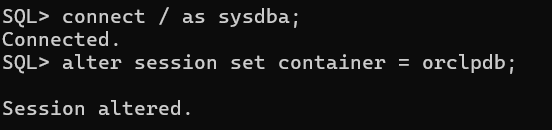 SQL> connect / as sysdba;
Connected.
SQL> alter session set container = orclpdb;
Session altered.